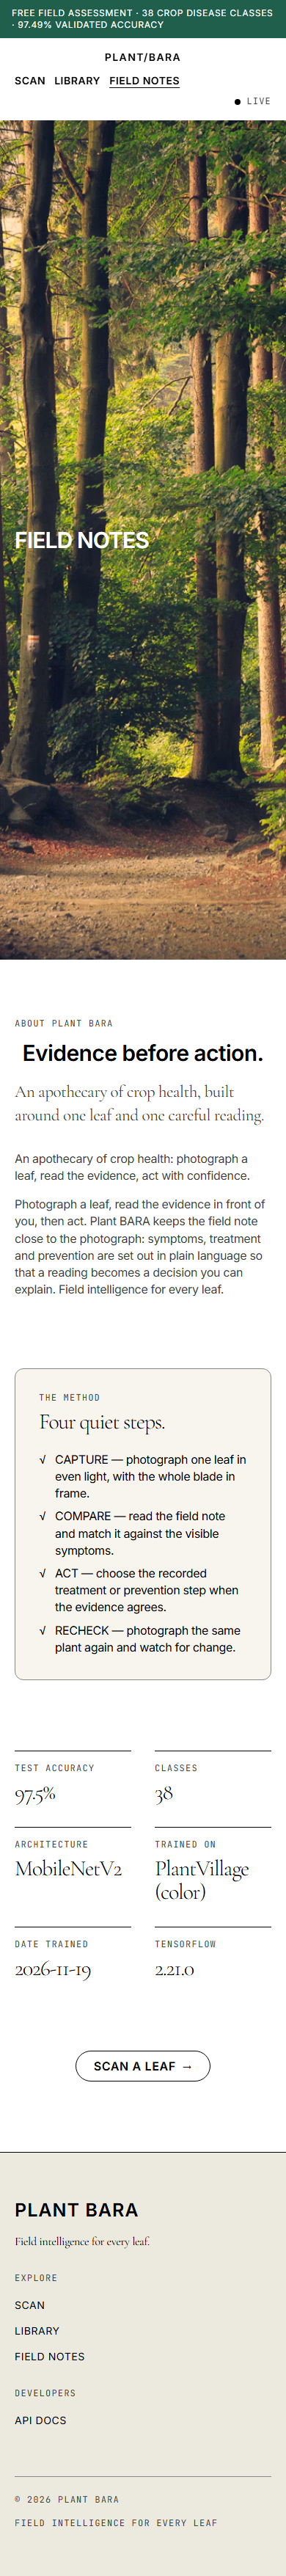 FREE FIELD ASSESSMENT · 38 CROP DISEASE CLASSES
· 97.49% VALIDATED ACCURACY
PLANT/BARA
SCAN LIBRARY FIELD NOTES
● LIVE
FIELD NOTES
ABOUT PLANT BARA
Evidence before action.
An apothecary of crop health, built
around one leaf and one careful reading.
An apothecary of crop health: photograph a
leaf, read the evidence, act with confidence.
Photograph a leaf, read the evidence in front of
you, then act. Plant BARA keeps the field note
close to the photograph: symptoms, treatment
and prevention are set out in plain language so
that a reading becomes a decision you can
explain. Field intelligence for every leaf.
THE METHOD
Four quiet steps.
√ CAPTURE — photograph one leaf in
even light, with the whole blade in
frame.
√ COMPARE — read the field note
and match it against the visible
symptoms.
√ ACT — choose the recorded
treatment or prevention step when
the evidence agrees.
√ RECHECK — photograph the same
plant again and watch for change.
TEST ACCURACY
97.5%
CLASSES
38
ARCHITECTURE
MobileNetV2
TRAINED ON
PlantVillage
(color)
DATE TRAINED
2026-11-19
TENSORFLOW
2.21.0
SCAN A LEAF →
PLANT BARA
Field intelligence for every leaf.
EXPLORE
SCAN
LIBRARY
FIELD NOTES
DEVELOPERS
API DOCS
© 2026 PLANT BARA
FIELD INTELLIGENCE FOR EVERY LEAF